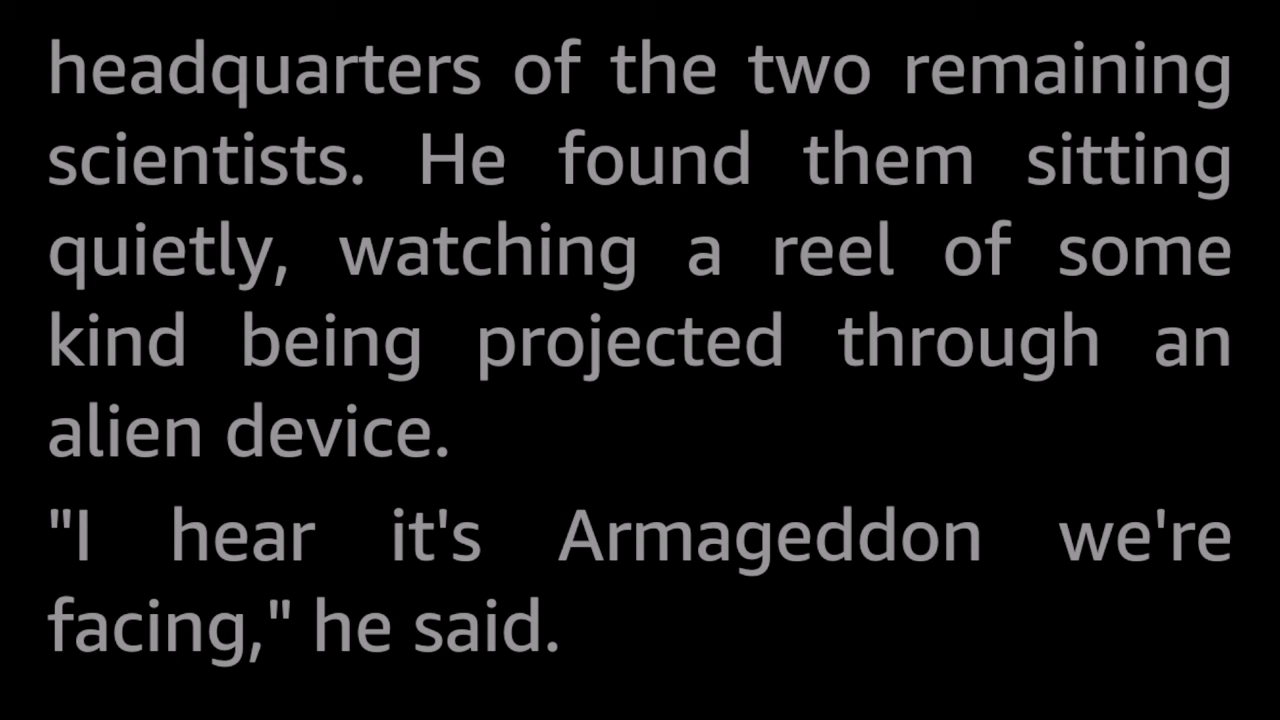 headquarters of the two remaining
scientists. He found them sitting
quietly, watching a reel of some
kind being projected through an
alien device.
"I hear it's Armageddon we're
facing," he said.